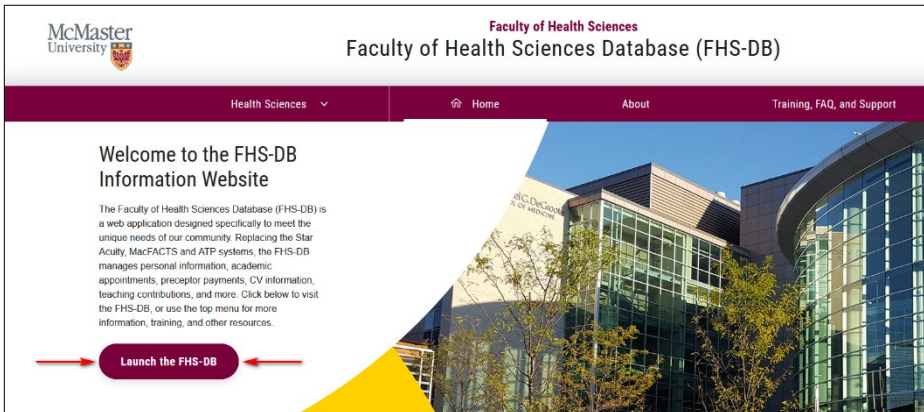 McMaster
University
Faculty of Health Sciences
Faculty of Health Sciences Database (FHS-DB)
Health Sciences
Home
About
Training, FAQ, and Support
Welcome to the FHS-DB
Information Website
The Faculty of Health Sciences Database (FHS-DB) is
a web application designed specifically to meet the
unique needs of our community. Replacing the Star
Acuity, MacFACTS and ATP systems, the FHS-DB
manages personal information, academic
appointments, preceptor payments, CV information,
teaching contributions, and more. Click below to visit
the FHS-DB, or use the top menu for more
information, training, and other resources.
Launch the FHS-DB
OF MEDICINE